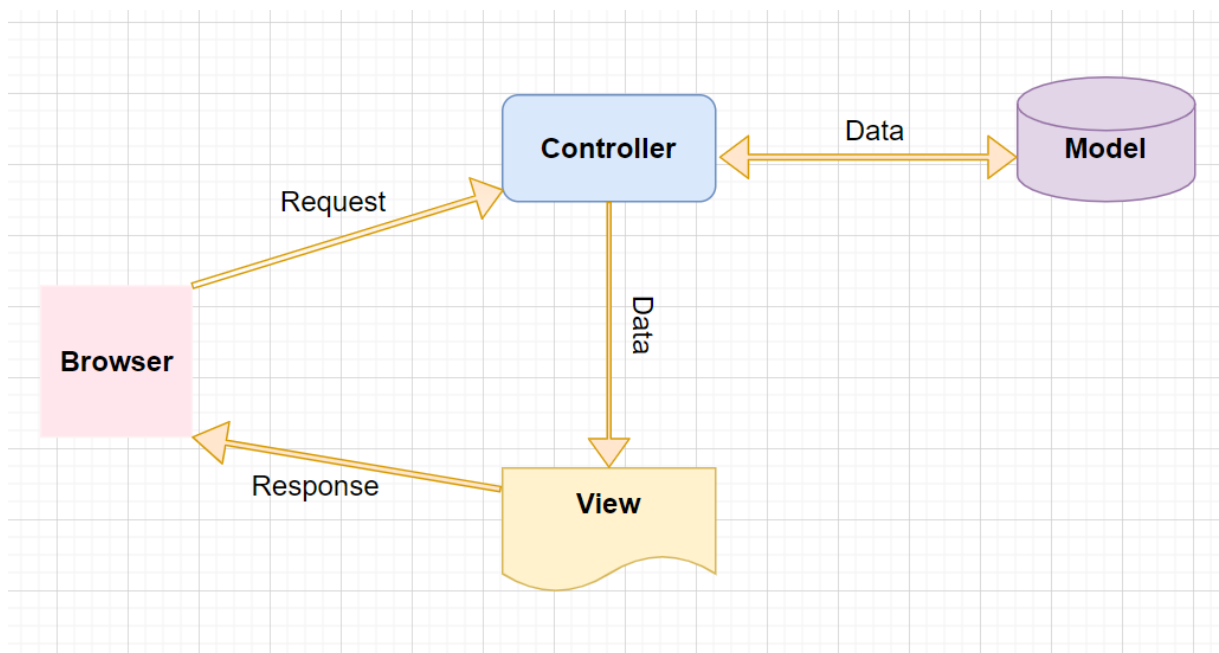 Controller
Data
Model
Request
Data
Browser
Response
View